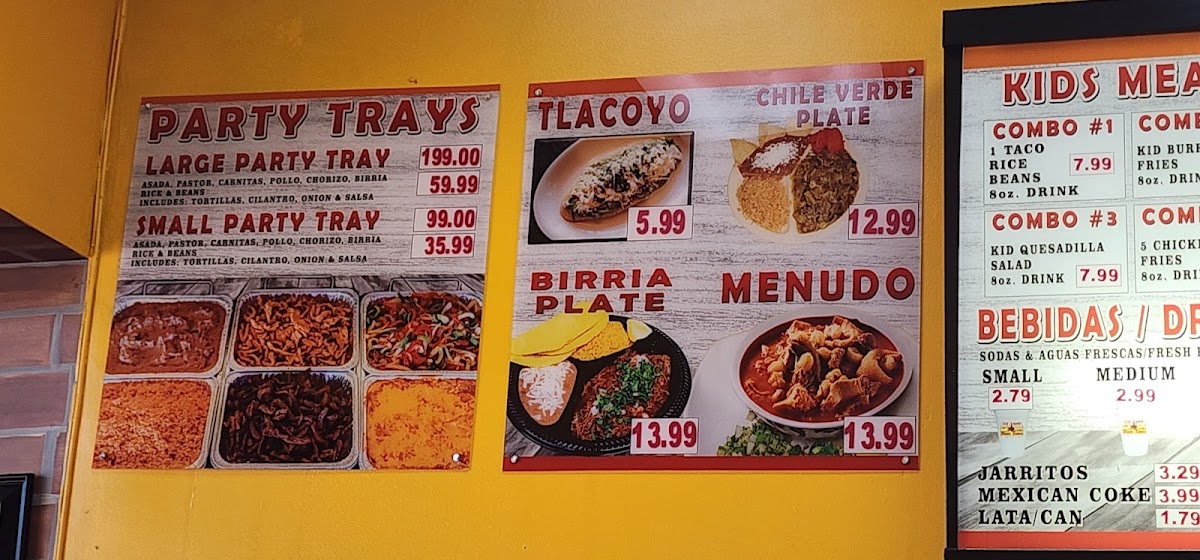 PARTY TRAYS
LARGE PARTY TRAY 199.00
ASADA, PASTOR, CARNITAS, POLLO, CHORIZO, BIRRIA
RICE & BEANS 59.99
INCLUDES: TORTILLAS, CILANTRO, ONION & SALSA
SMALL PARTY TRAY 99.00
ASADA, PASTOR, CARNITAS, POLLO, CHORIZO, BIRRIA
RICE & BEANS 35.99
INCLUDES: TORTILLAS, CILANTRO, ONION & SALSA
TLACOYO
5.99
CHILE VERDE
PLATE
12.99
BIRRIA
PLATE
13.99
MENUDO
13.99
KIDS MEA
COMBO #1
1 TACO
RICE
BEANS
8oz. DRINK
7.99
COMB
KID BURR
FRIES
8oz. DRIN
COMBO #3
KID QUESADILLA
SALAD
8oz. DRINK 7.99
COM
5 CHICK
FRIES
8oz. DRIN
BEBIDAS / DR
SODAS & AGUAS FRESCAS/FRESH
SMALL MEDIUM
2.79 2.99
JARRITOS 3.29
MEXICAN COKE 3.99
LATA/CAN 1.79